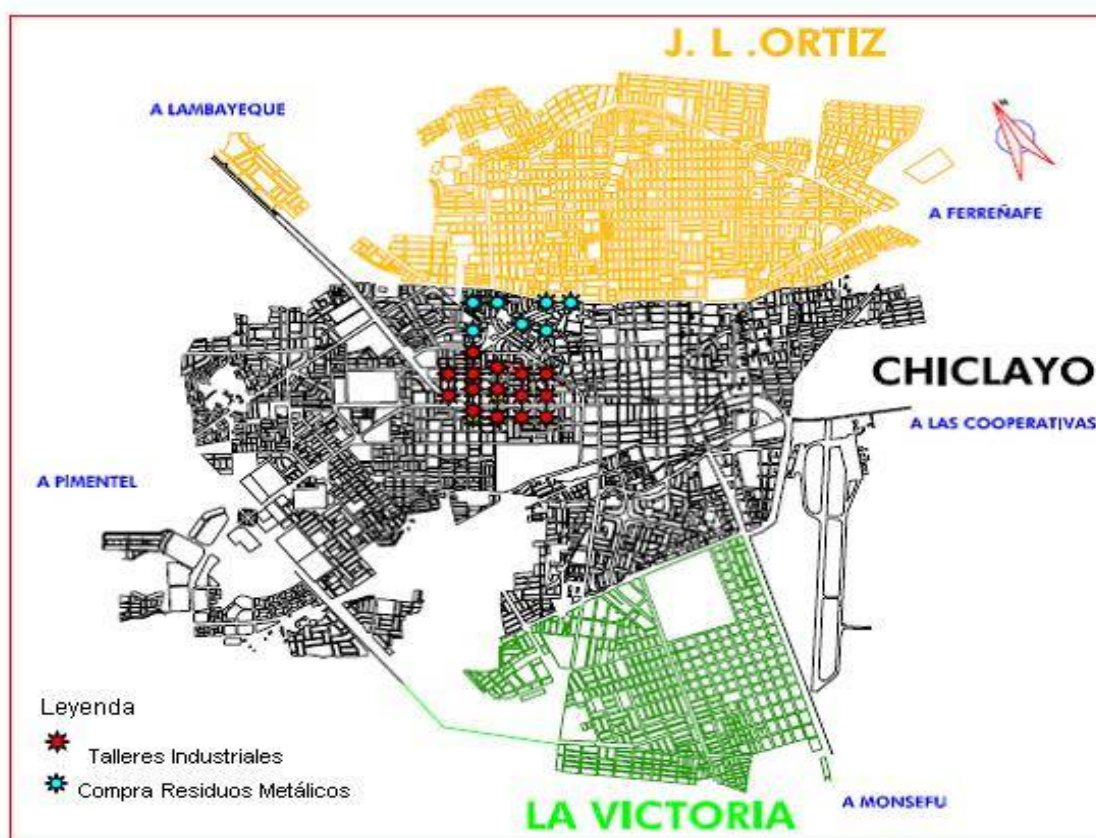 J. L .ORTIZ
A LAMBAYEQUE
A FERREÑAFE
CHICLAYO
A LAS COOPERATIVAS
A PIMENTEL
Leyenda
Talleres Industriales
Compra Residuos Metálicos
LA VICTORIA
A MONSEFU